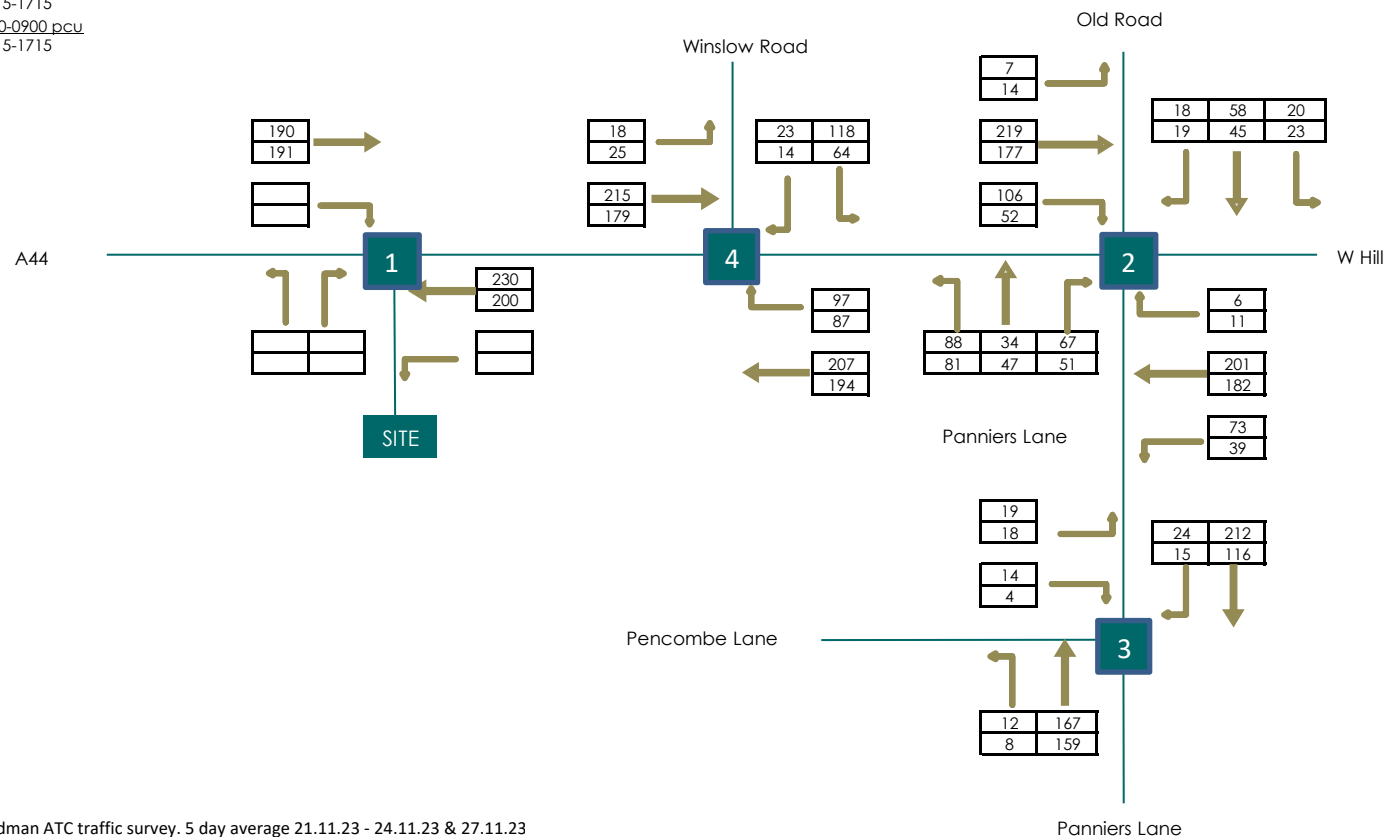 5-1715
0-0900 pcu
5-1715
Old Road
Winslow Road
7
14
18 58 20
19 45 23
190
191
18
25
23 118
14 64
219
177
215
179
106
52
A44
1
4
2
W Hill
230
200
97
87
6
11
88 34 67
81 47 51
207
194
201
182
SITE
Panniers Lane
73
39
19
18
24 212
15 116
14
4
Pencombe Lane
3
12 167
8 159
dman ATC traffic survey. 5 day average 21.11.23 - 24.11.23 & 27.11.23
Panniers Lane